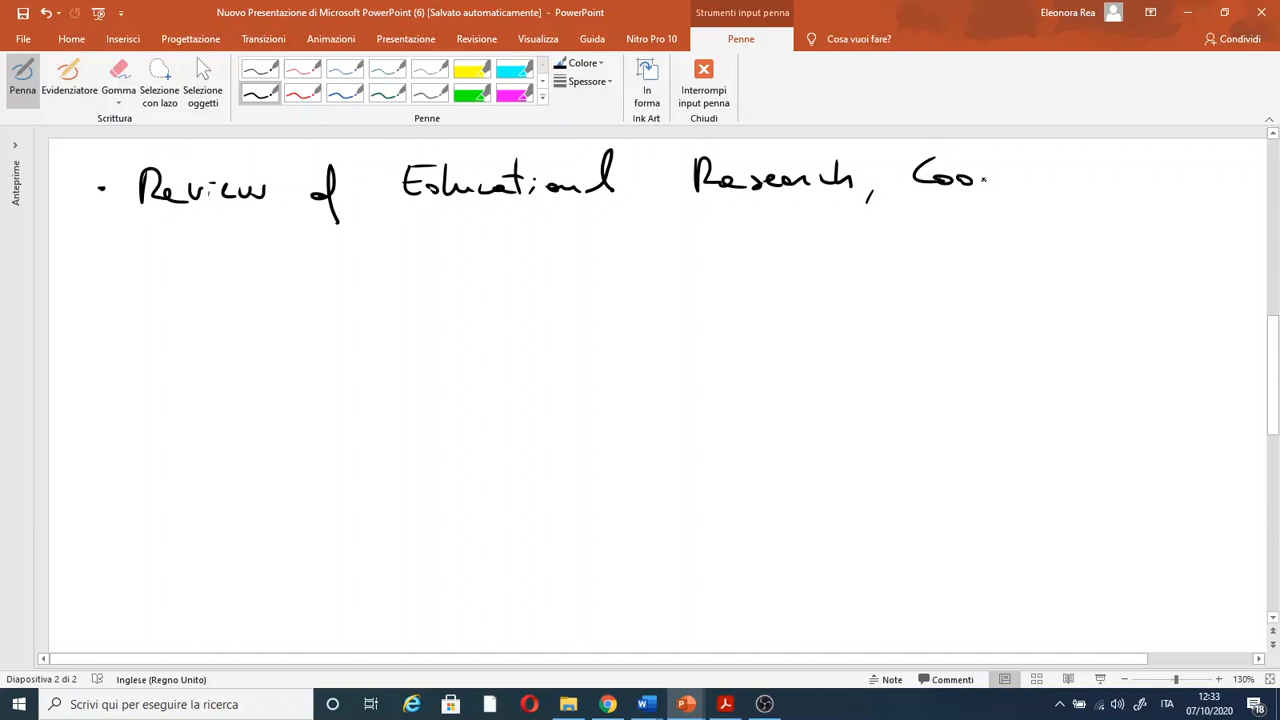 Nuovo Presentazione di Microsoft PowerPoint (6) [Salvato automaticamente] - PowerPoint
Strumenti input penna
Eleonora Rea
File Home Inserisci Progettazione Transizioni Animazioni Presentazione Revisione Visualizza Guida Nitro Pro 10 Penne Cosa vuoi fare? Condividi
Penna Evidenziatore Gomma Selezione con lazo Selezione oggetti
Colore
Spessore
In forma
Interrompi input penna
Scrittura Penne Ink Art Chiudi
Anteprime
• Review of Educational Research, Coo
Diapositiva 2 di 2 Inglese (Regno Unito) Note Commenti 130%
Scrivi qui per eseguire la ricerca
ITA
12:33
07/10/2020
18